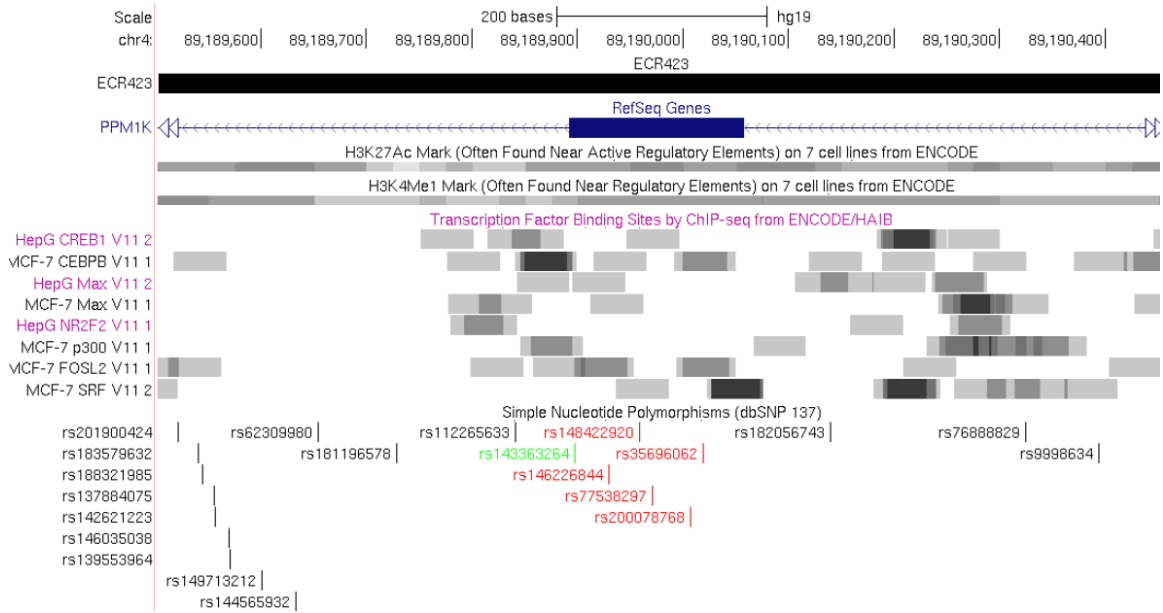 Scale 200 bases hg19
chr4: 89,189,600 89,189,700 89,189,800 89,189,900 89,190,000 89,190,100 89,190,200 89,190,300 89,190,400
ECR423
ECR423
RefSeq Genes
PPM1K
H3K27Ac Mark (Often Found Near Active Regulatory Elements) on 7 cell lines from ENCODE
H3K4Me1 Mark (Often Found Near Regulatory Elements) on 7 cell lines from ENCODE
Transcription Factor Binding Sites by ChIP-seq from ENCODE/HAIB
HepG CREB1 V11 2
MCF-7 CEBPB V11 1
HepG Max V11 2
MCF-7 Max V11 1
HepG NR2F2 V11 1
MCF-7 p300 V11 1
MCF-7 FOSL2 V11 1
MCF-7 SRF V11 2
Simple Nucleotide Polymorphisms (dbSNP 137)
rs201900424 rs62309980 rs112265633 rs148422920 rs182056743 rs76888829
rs183579632 rs181196578 rs143363264 rs35696062 rs9998634
rs188321985 rs146226844
rs137884075 rs77538297
rs142621223 rs200078768
rs146035038
rs139553964
rs149713212
rs144565932